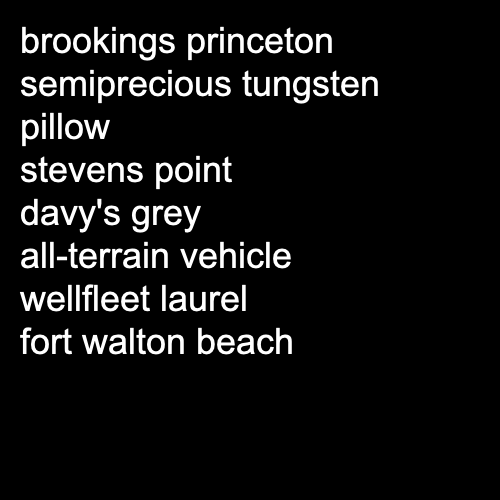 brookings princeton
semiprecious tungsten
pillow
stevens point
davy's grey
all-terrain vehicle
wellfleet laurel
fort walton beach